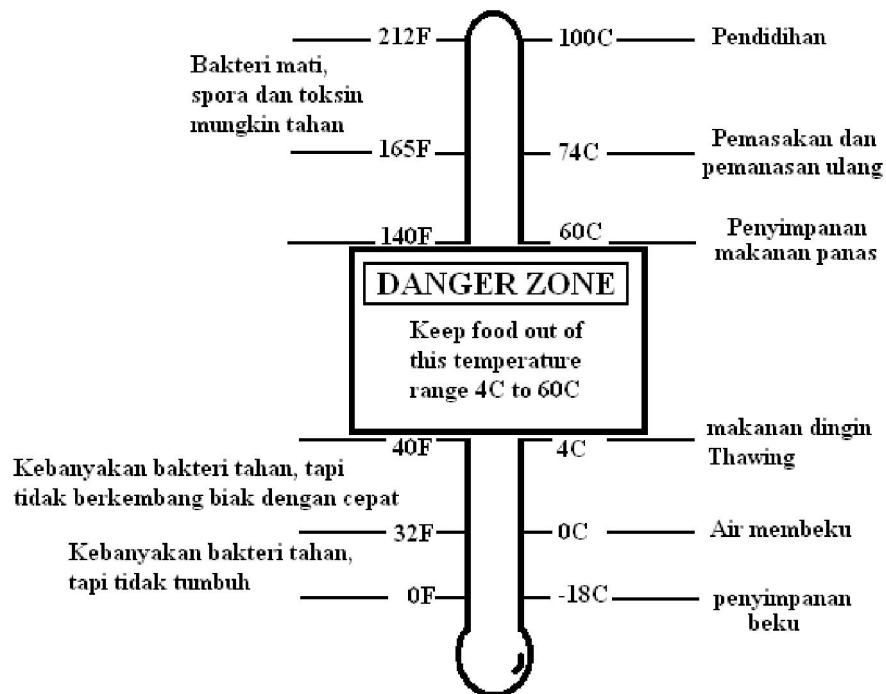 212F 100C Pendidihan
Bakteri mati,
spora dan toksin
mungkin tahan
165F 74C Pemasakan dan
pemanasan ulang
140F 60C Penyimpanan
makanan panas
DANGER ZONE
Keep food out of
this temperature
range 4C to 60C
40F 4C makanan dingin
Thawing
Kebanyakan bakteri tahan, tapi
tidak berkembang biak dengan cepat
32F 0C Air membeku
Kebanyakan bakteri tahan,
tapi tidak tumbuh
0F -18C penyimpanan
beku